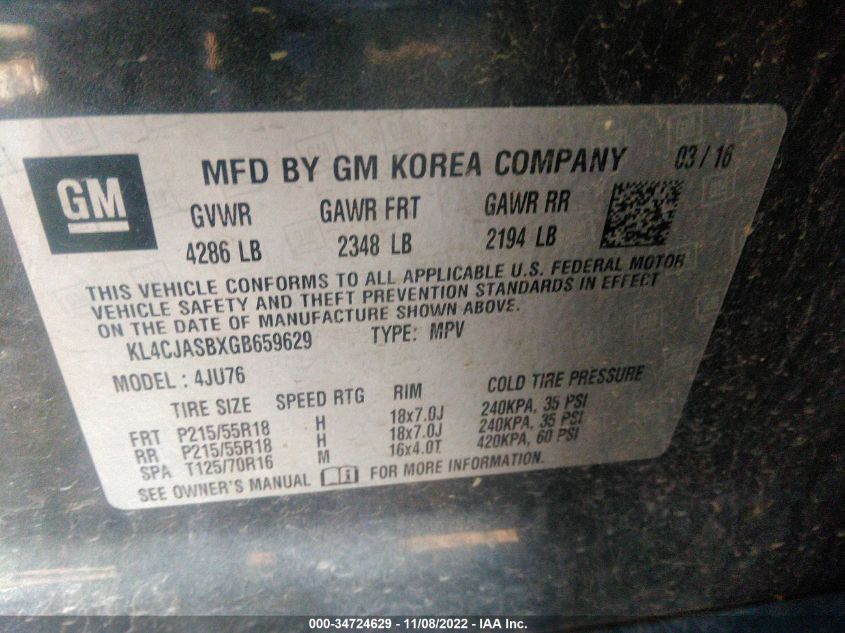 GM
MFD BY GM KOREA COMPANY 03/16
GVWR GAWR FRT GAWR RR
4286 LB 2348 LB 2194 LB
THIS VEHICLE CONFORMS TO ALL APPLICABLE U.S. FEDERAL MOTOR
VEHICLE SAFETY AND THEFT PREVENTION STANDARDS IN EFFECT
ON THE DATE OF MANUFACTURE SHOWN ABOVE.
KL4CJASBXGB659629 TYPE: MPV
MODEL : 4JU76
TIRE SIZE SPEED RTG RIM COLD TIRE PRESSURE
FRT P215/55R18 H 18x7.0J 240KPA, 35 PSI
RR P215/55R18 H 18x7.0J 240KPA, 35 PSI
SPA T125/70R16 M 16x4.0T 420KPA, 60 PSI
SEE OWNER'S MANUAL FOR MORE INFORMATION.
000-34724629 - 11/08/2022 - IAA Inc.